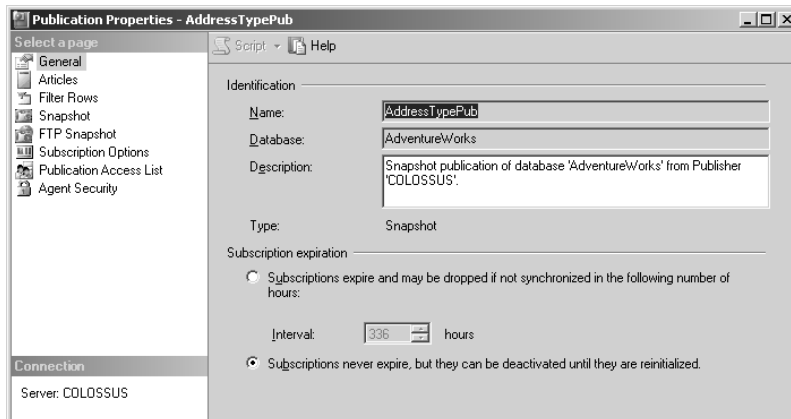 Publication Properties - AddressTypePub
Select a page
General
Articles
Filter Rows
Snapshot
FTP Snapshot
Subscription Options
Publication Access List
Agent Security
Connection
Server: COLOSSUS
Script
Help
Identification
Name:
AddressTypePub
Database:
AdventureWorks
Description:
Snapshot publication of database 'AdventureWorks' from Publisher
'COLOSSUS'.
Type:
Snapshot
Subscription expiration
Subscriptions expire and may be dropped if not synchronized in the following number of
hours:
Interval:
336
hours
Subscriptions never expire, but they can be deactivated until they are reinitialized.